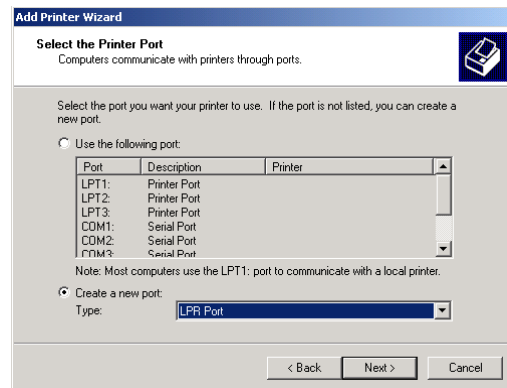 Add Printer Wizard
Select the Printer Port
Computers communicate with printers through ports.
Select the port you want your printer to use. If the port is not listed, you can create a
new port.
Use the following port:
Port Description Printer
LPT1: Printer Port
LPT2: Printer Port
LPT3: Printer Port
COM1: Serial Port
COM2: Serial Port
COM3: Serial Port
Note: Most computers use the LPT1: port to communicate with a local printer.
Create a new port:
Type: LPR Port
< Back Next > Cancel